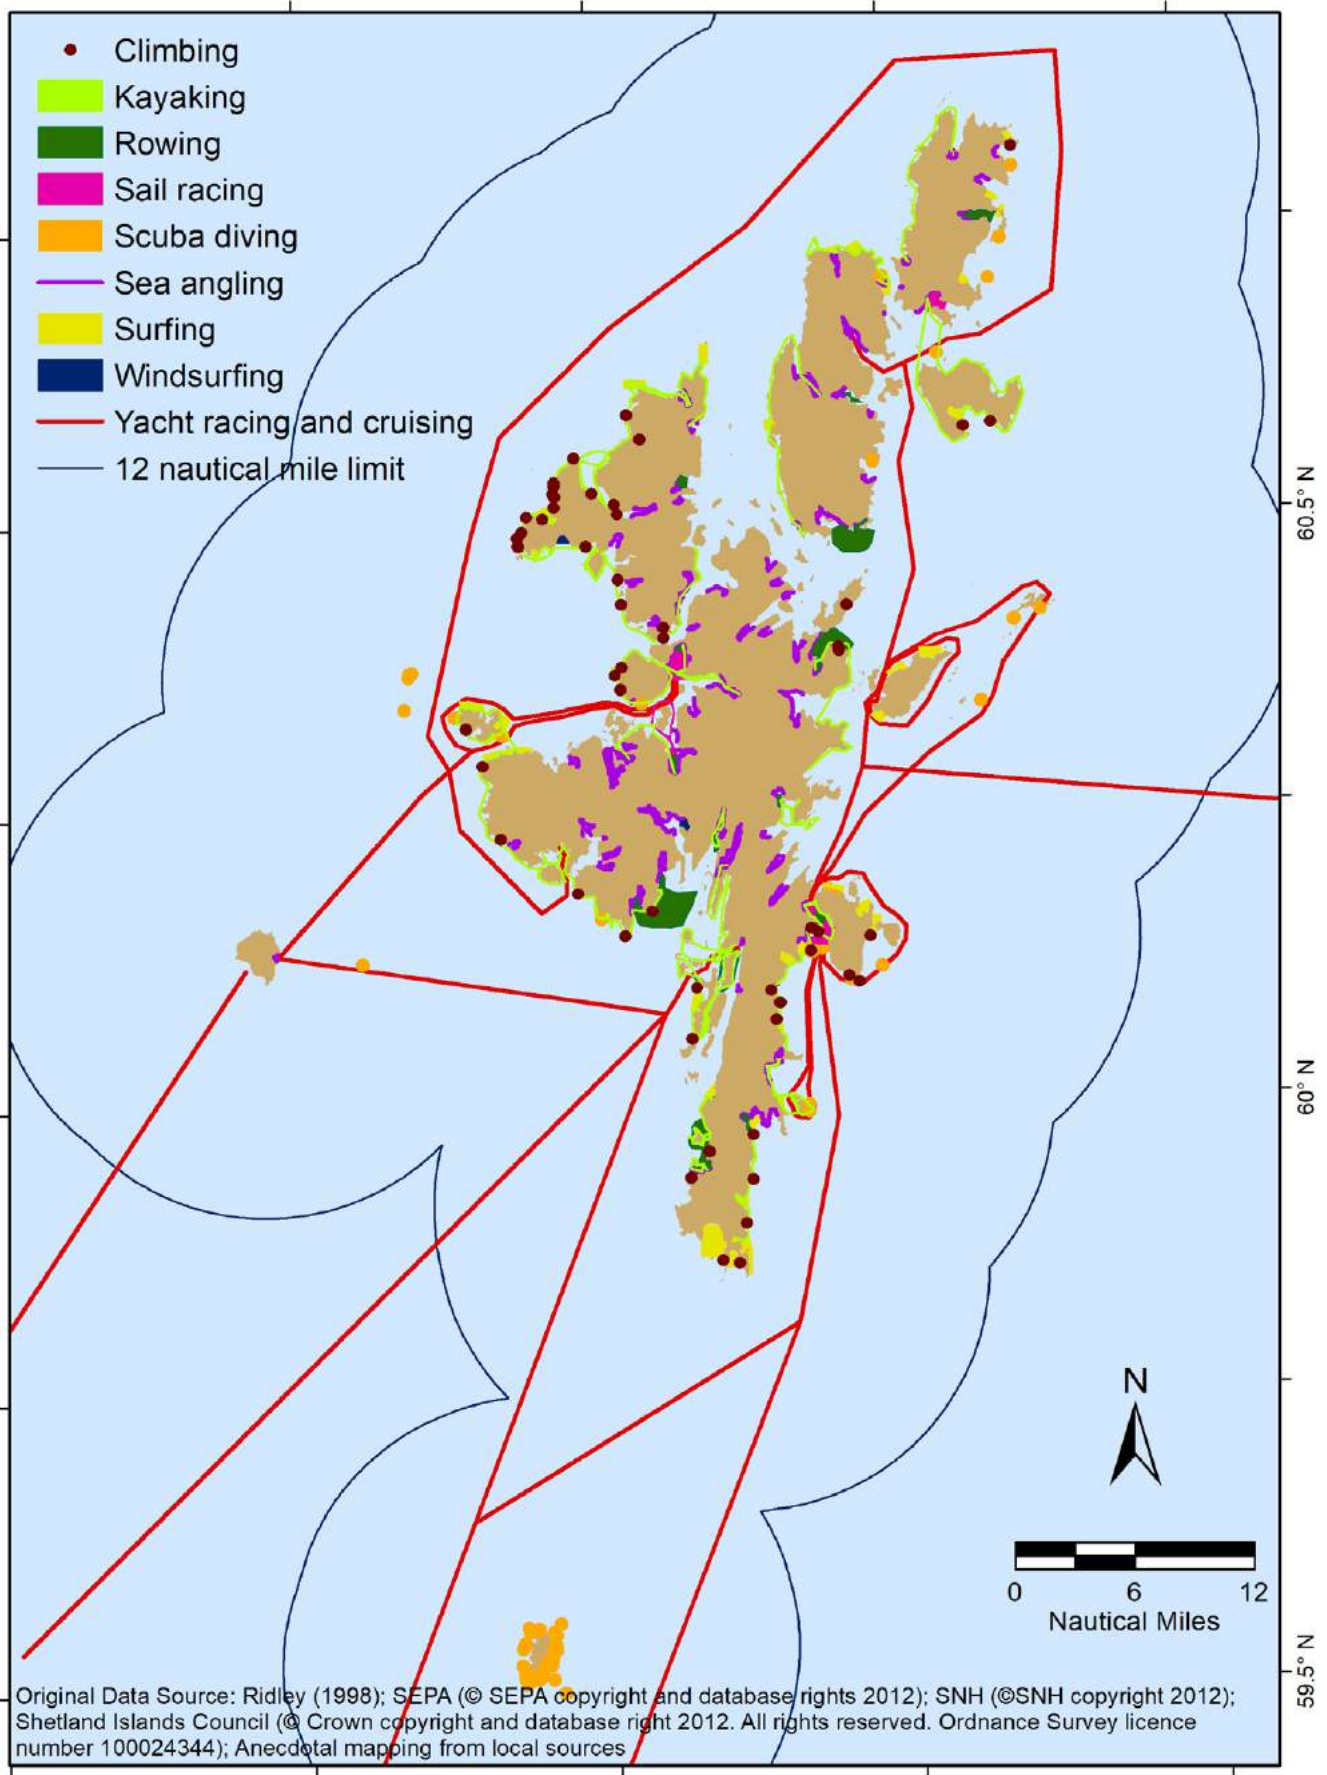 Climbing
Kayaking
Rowing
Sail racing
Scuba diving
Sea angling
Surfing
Windsurfing
Yacht racing and cruising
12 nautical mile limit
60.5° N
60° N
N
0 6 12
Nautical Miles
59.5° N
Original Data Source: Ridley (1998); SEPA (© SEPA copyright and database rights 2012); SNH (©SNH copyright 2012);
Shetland Islands Council (© Crown copyright and database right 2012. All rights reserved. Ordnance Survey licence
number 100024344); Anecdotal mapping from local sources